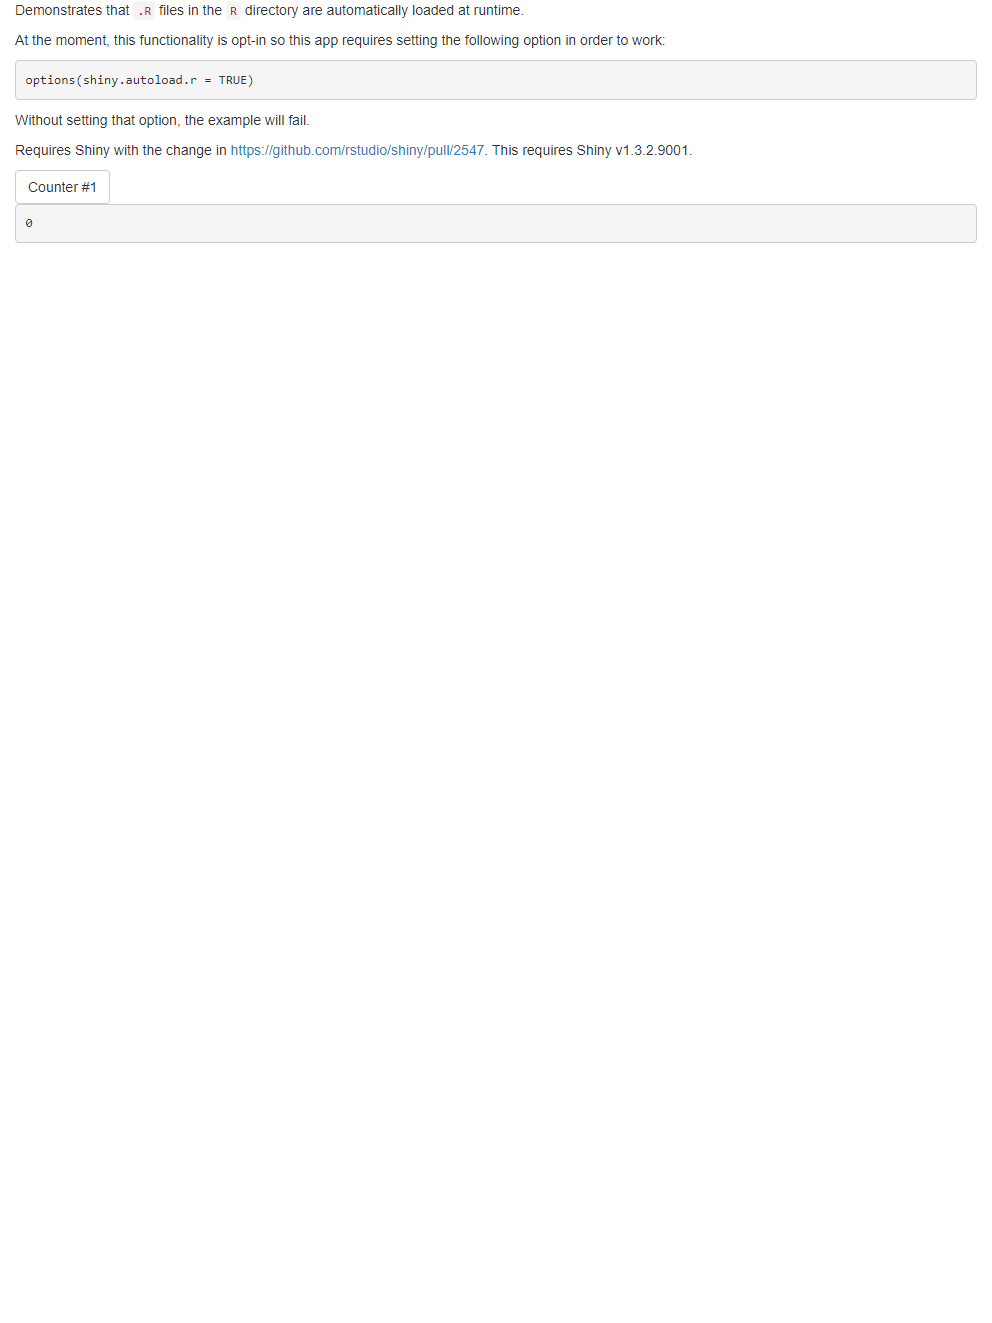 Demonstrates that .R files in the R directory are automatically loaded at runtime.
At the moment, this functionality is opt-in so this app requires setting the following option in order to work:
options(shiny.autoload.r = TRUE)
Without setting that option, the example will fail.
Requires Shiny with the change in https://github.com/rstudio/shiny/pull/2547. This requires Shiny v1.3.2.9001.
Counter #1
0